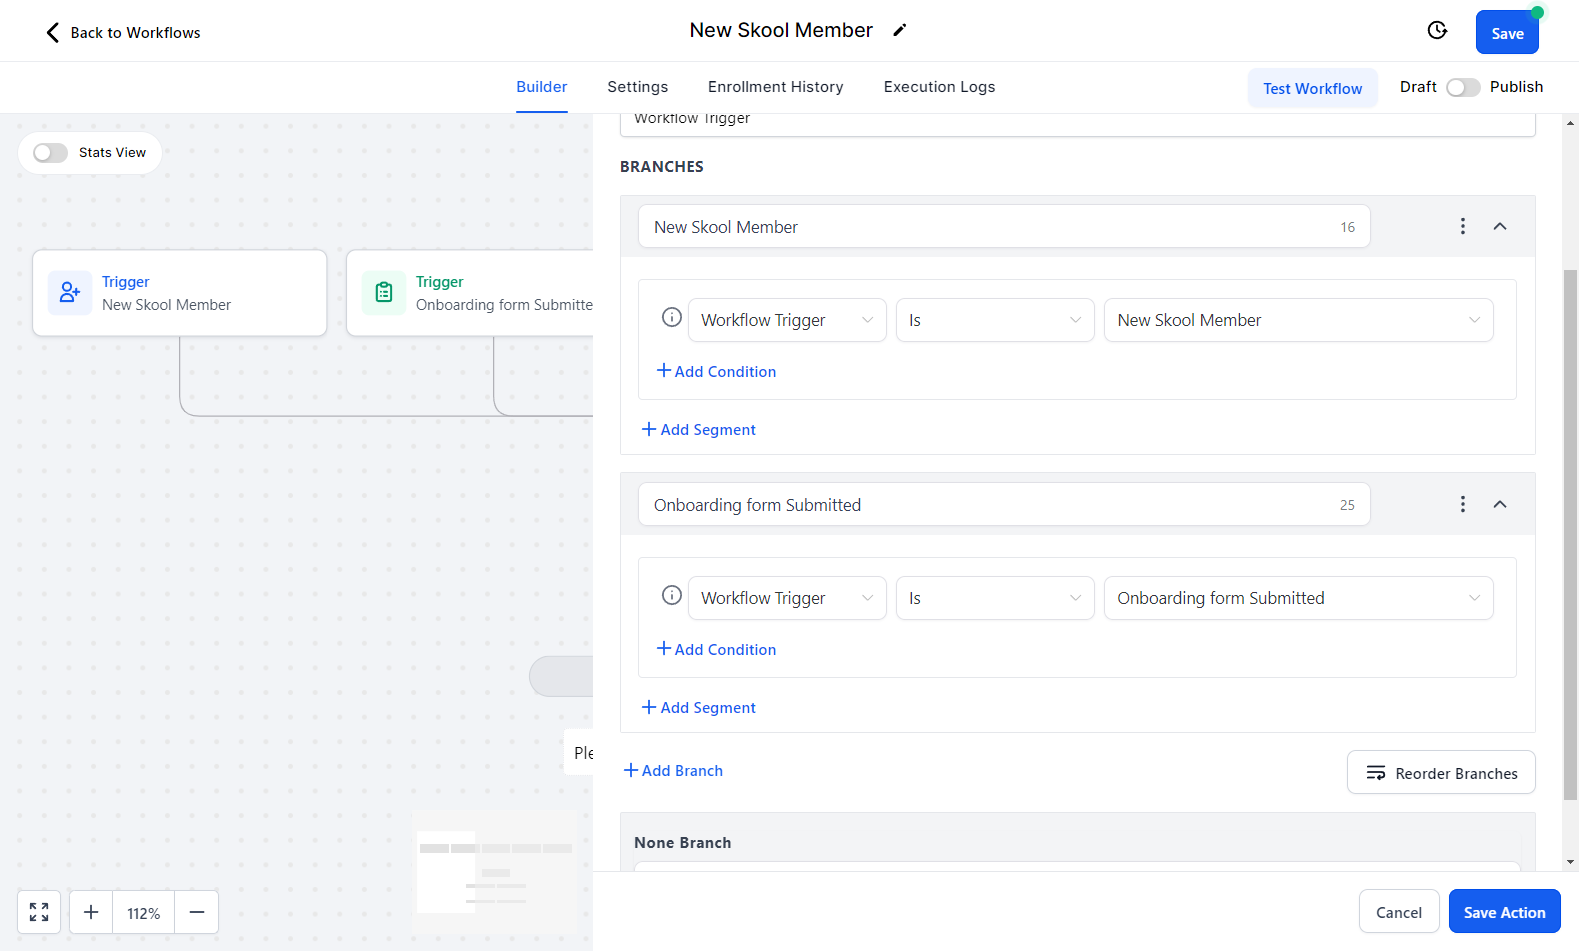 Back to Workflows
New Skool Member
Save
Builder
Settings
Enrollment History
Execution Logs
Test Workflow
Draft
Publish
Stats View
Workflow Trigger
BRANCHES
New Skool Member
16
Trigger
New Skool Member
Trigger
Onboarding form Submitte
Workflow Trigger
Is
New Skool Member
Add Condition
Add Segment
Onboarding form Submitted
25
Workflow Trigger
Is
Onboarding form Submitted
Add Condition
Add Segment
Ple
Add Branch
Reorder Branches
None Branch
112%
Cancel
Save Action